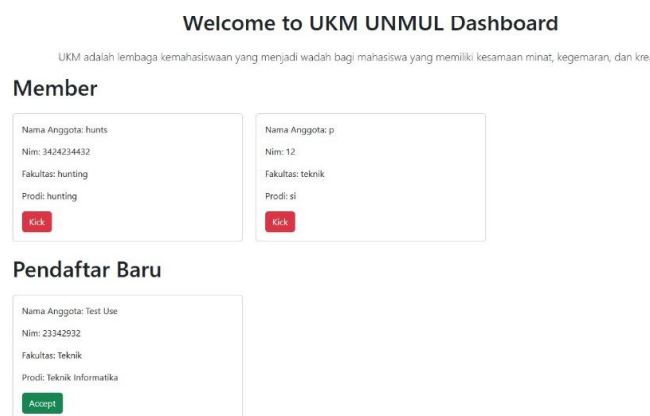 Welcome to UKM UNMUL Dashboard
UKM adalah lembaga kemahasiswaan yang menjadi wadah bagi mahasiswa yang memiliki kesamaan minat, kegemaran, dan
Member
Nama Anggota: hunts
Nim: 3424234432
Fakultas: hunting
Prodi: hunting
Kick
Nama Anggota: p
Nim: 12
Fakultas: teknik
Prodi: si
Kick
Pendaftar Baru
Nama Anggota: Test Use
Nim: 23342932
Fakultas: Teknik
Prodi: Teknik Informatika
Accept